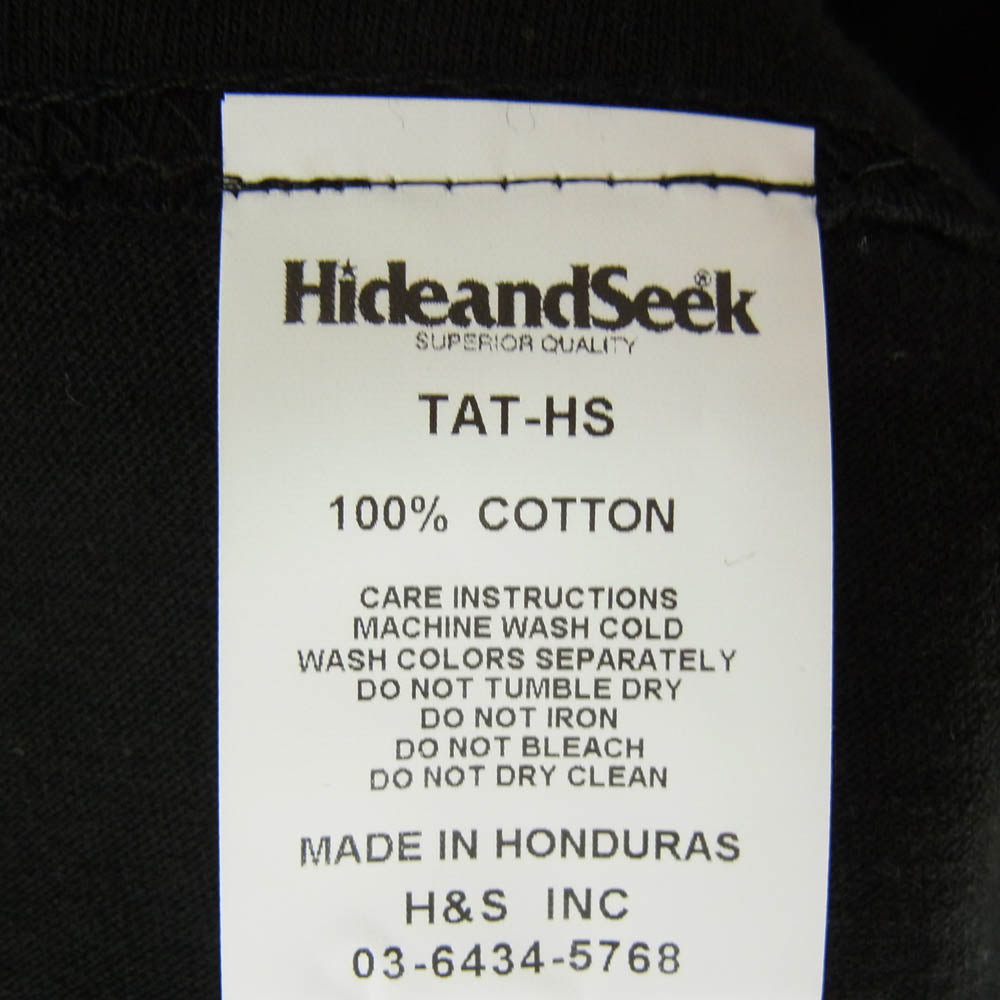 HideandSeek®
SUPERIOR QUALITY
TAT-HS
100% COTTON
CARE INSTRUCTIONS
MACHINE WASH COLD
WASH COLORS SEPARATELY
DO NOT TUMBLE DRY
DO NOT IRON
DO NOT BLEACH
DO NOT DRY CLEAN
MADE IN HONDURAS
H&S INC
03-6434-5768